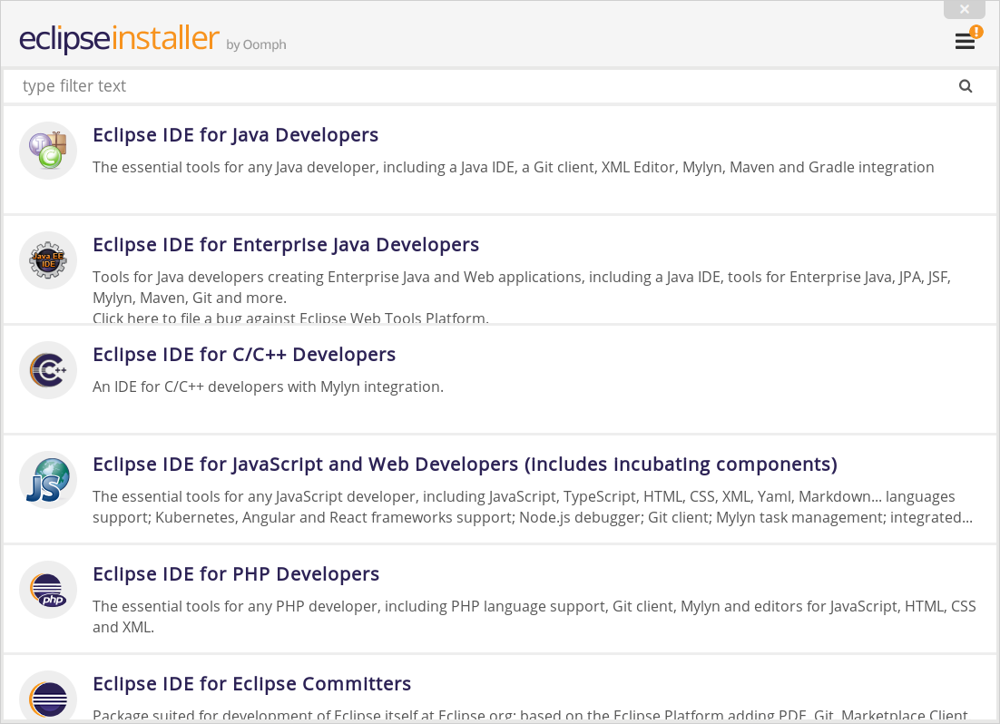 eclipseinstaller by Oomph
type filter text
Eclipse IDE for Java Developers
The essential tools for any Java developer, including a Java IDE, a Git client, XML Editor, Mylyn, Maven and Gradle integration
Java EE
IDE
Eclipse IDE for Enterprise Java Developers
Tools for Java developers creating Enterprise Java and Web applications, including a Java IDE, tools for Enterprise Java, JPA, JSF,
Mylyn, Maven, Git and more.
Click here to file a bug against Eclipse Web Tools Platform.
C++
Eclipse IDE for C/C++ Developers
An IDE for C/C++ developers with Mylyn integration.
JS
Eclipse IDE for JavaScript and Web Developers (includes incubating components)
The essential tools for any JavaScript developer, including JavaScript, TypeScript, HTML, CSS, XML, Yaml, Markdown... languages
support; Kubernetes, Angular and React frameworks support; Node.js debugger; Git client; Mylyn task management; integrated...
php
Eclipse IDE for PHP Developers
The essential tools for any PHP developer, including PHP language support, Git client, Mylyn and editors for JavaScript, HTML, CSS
and XML.
Eclipse IDE for Eclipse Committers
Package suited for development of Eclipse itself at Eclipse.org; based on the Eclipse Platform adding PDE, Git, Marketplace Client,